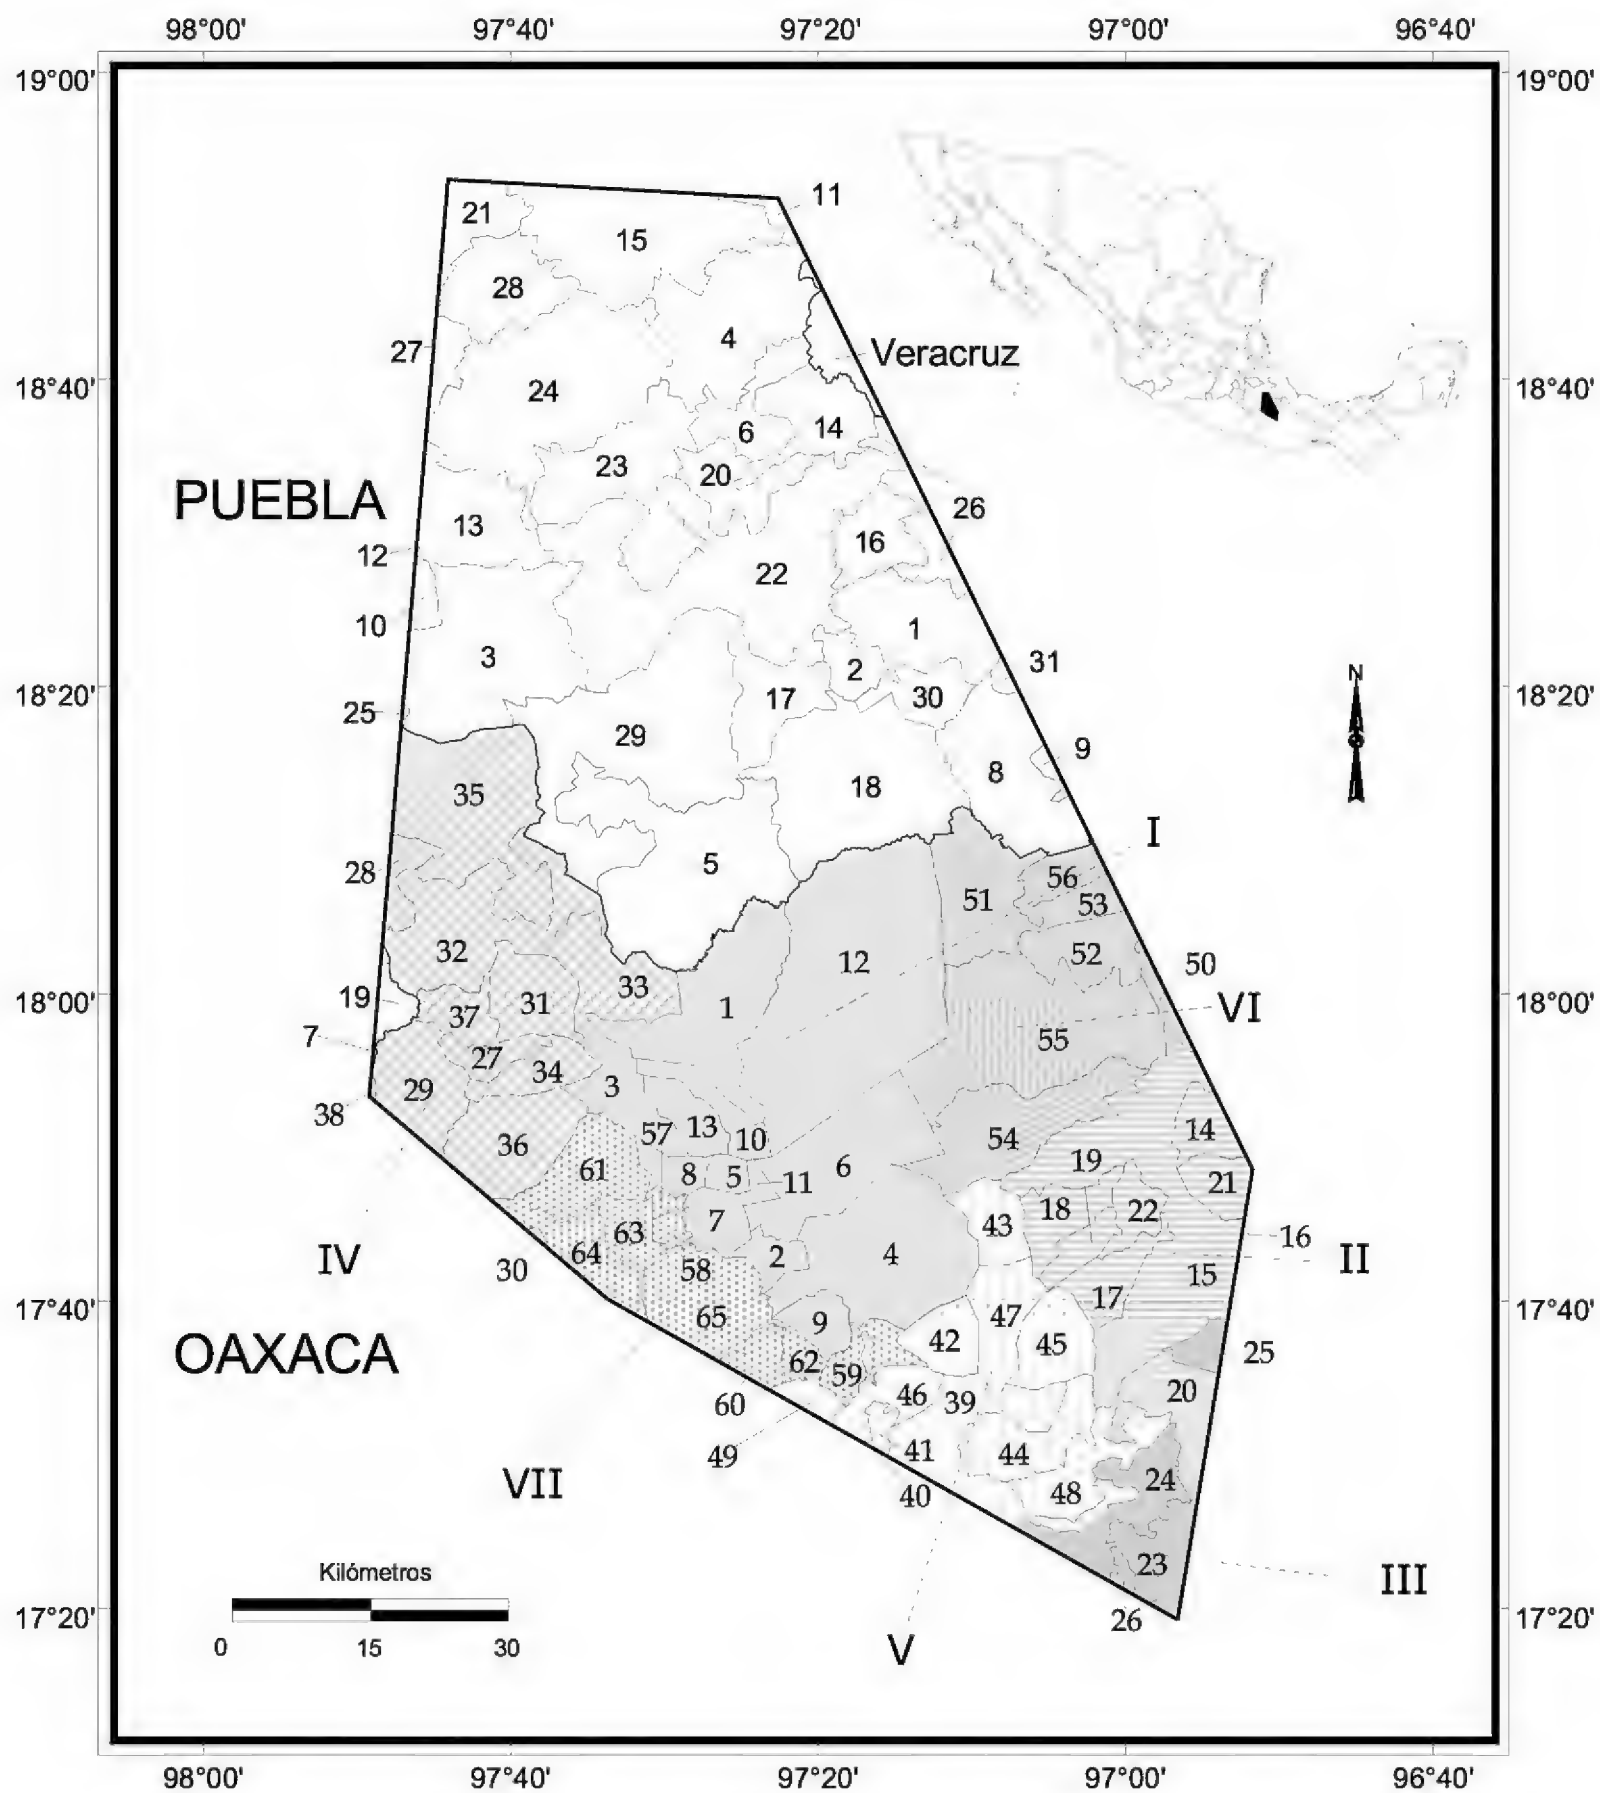 98°00' 97°40' 97°20' 97°00' 96°40'
19°00' 19°00'
11
21
15
28
4
27
Veracruz
18°40' 18°40'
24
6 14
23 20
PUEBLA 26
13
12 16
22
10 1
3 2 31
18°20' 17 30 18°20'
25
29 9
8
18
35
N
I
5
28 56
51 53
32 12 52 50
19 33
18°00' 37 31 1 VI 18°00'
7
27 34 55
29 3
38 13 14
36 57 10 54
61 8 5 11 6 19 21
7 43 18 22
63 16
IV 64 2 4 II
30 58 15
17°40' 65 9 47 17 17°40'
OAXACA 42 45 25
62 59
60 46 39 20
49 41 44
VII 40 48 24
Kilómetros 23 III
17°20' 26 17°20'
0 15 30 V
98°00' 97°40' 97°20' 97°00' 96°40'